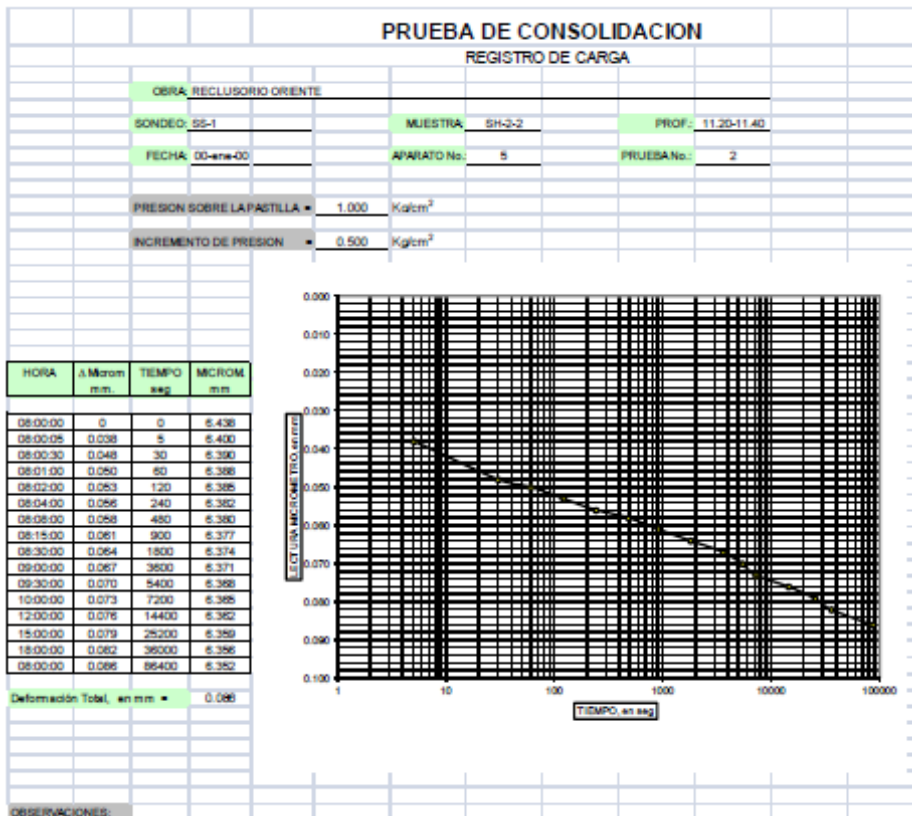 PRUEBA DE CONSOLIDACION
REGISTRO DE CARGA
OBRA: RECLUSORIO ORIENTE
SONDEO: SS-1 MUESTRA: SH-2-2 PROF.: 11.20-11.40
FECHA: 00-ene-00 APARATO No.: 5 PRUEBA No.: 2
PRESION SOBRE LA PASTILLA = 1.000 Kg/cm²
INCREMENTO DE PRESION = 0.500 Kg/cm²
HORA Δ Microm mm. TIEMPO seg MICROM. mm
08:00:00 0 0 6.438
08:00:05 0.038 5 6.400
08:00:30 0.048 30 6.390
08:01:00 0.050 60 6.388
08:02:00 0.053 120 6.385
08:04:00 0.056 240 6.382
08:08:00 0.058 480 6.380
08:15:00 0.061 900 6.377
08:30:00 0.064 1800 6.374
09:00:00 0.067 3600 6.371
09:30:00 0.070 5400 6.368
10:00:00 0.073 7200 6.365
12:00:00 0.076 14400 6.362
15:00:00 0.079 25200 6.359
18:00:00 0.082 36000 6.356
08:00:00 0.086 86400 6.352
Deformación Total, en mm = 0.086
LECTURA MICROMETRO, en mm
0.000
0.010
0.020
0.030
0.040
0.050
0.060
0.070
0.080
0.090
0.100
1 10 100 1000 10000 100000
TIEMPO, en seg
OBSERVACIONES: